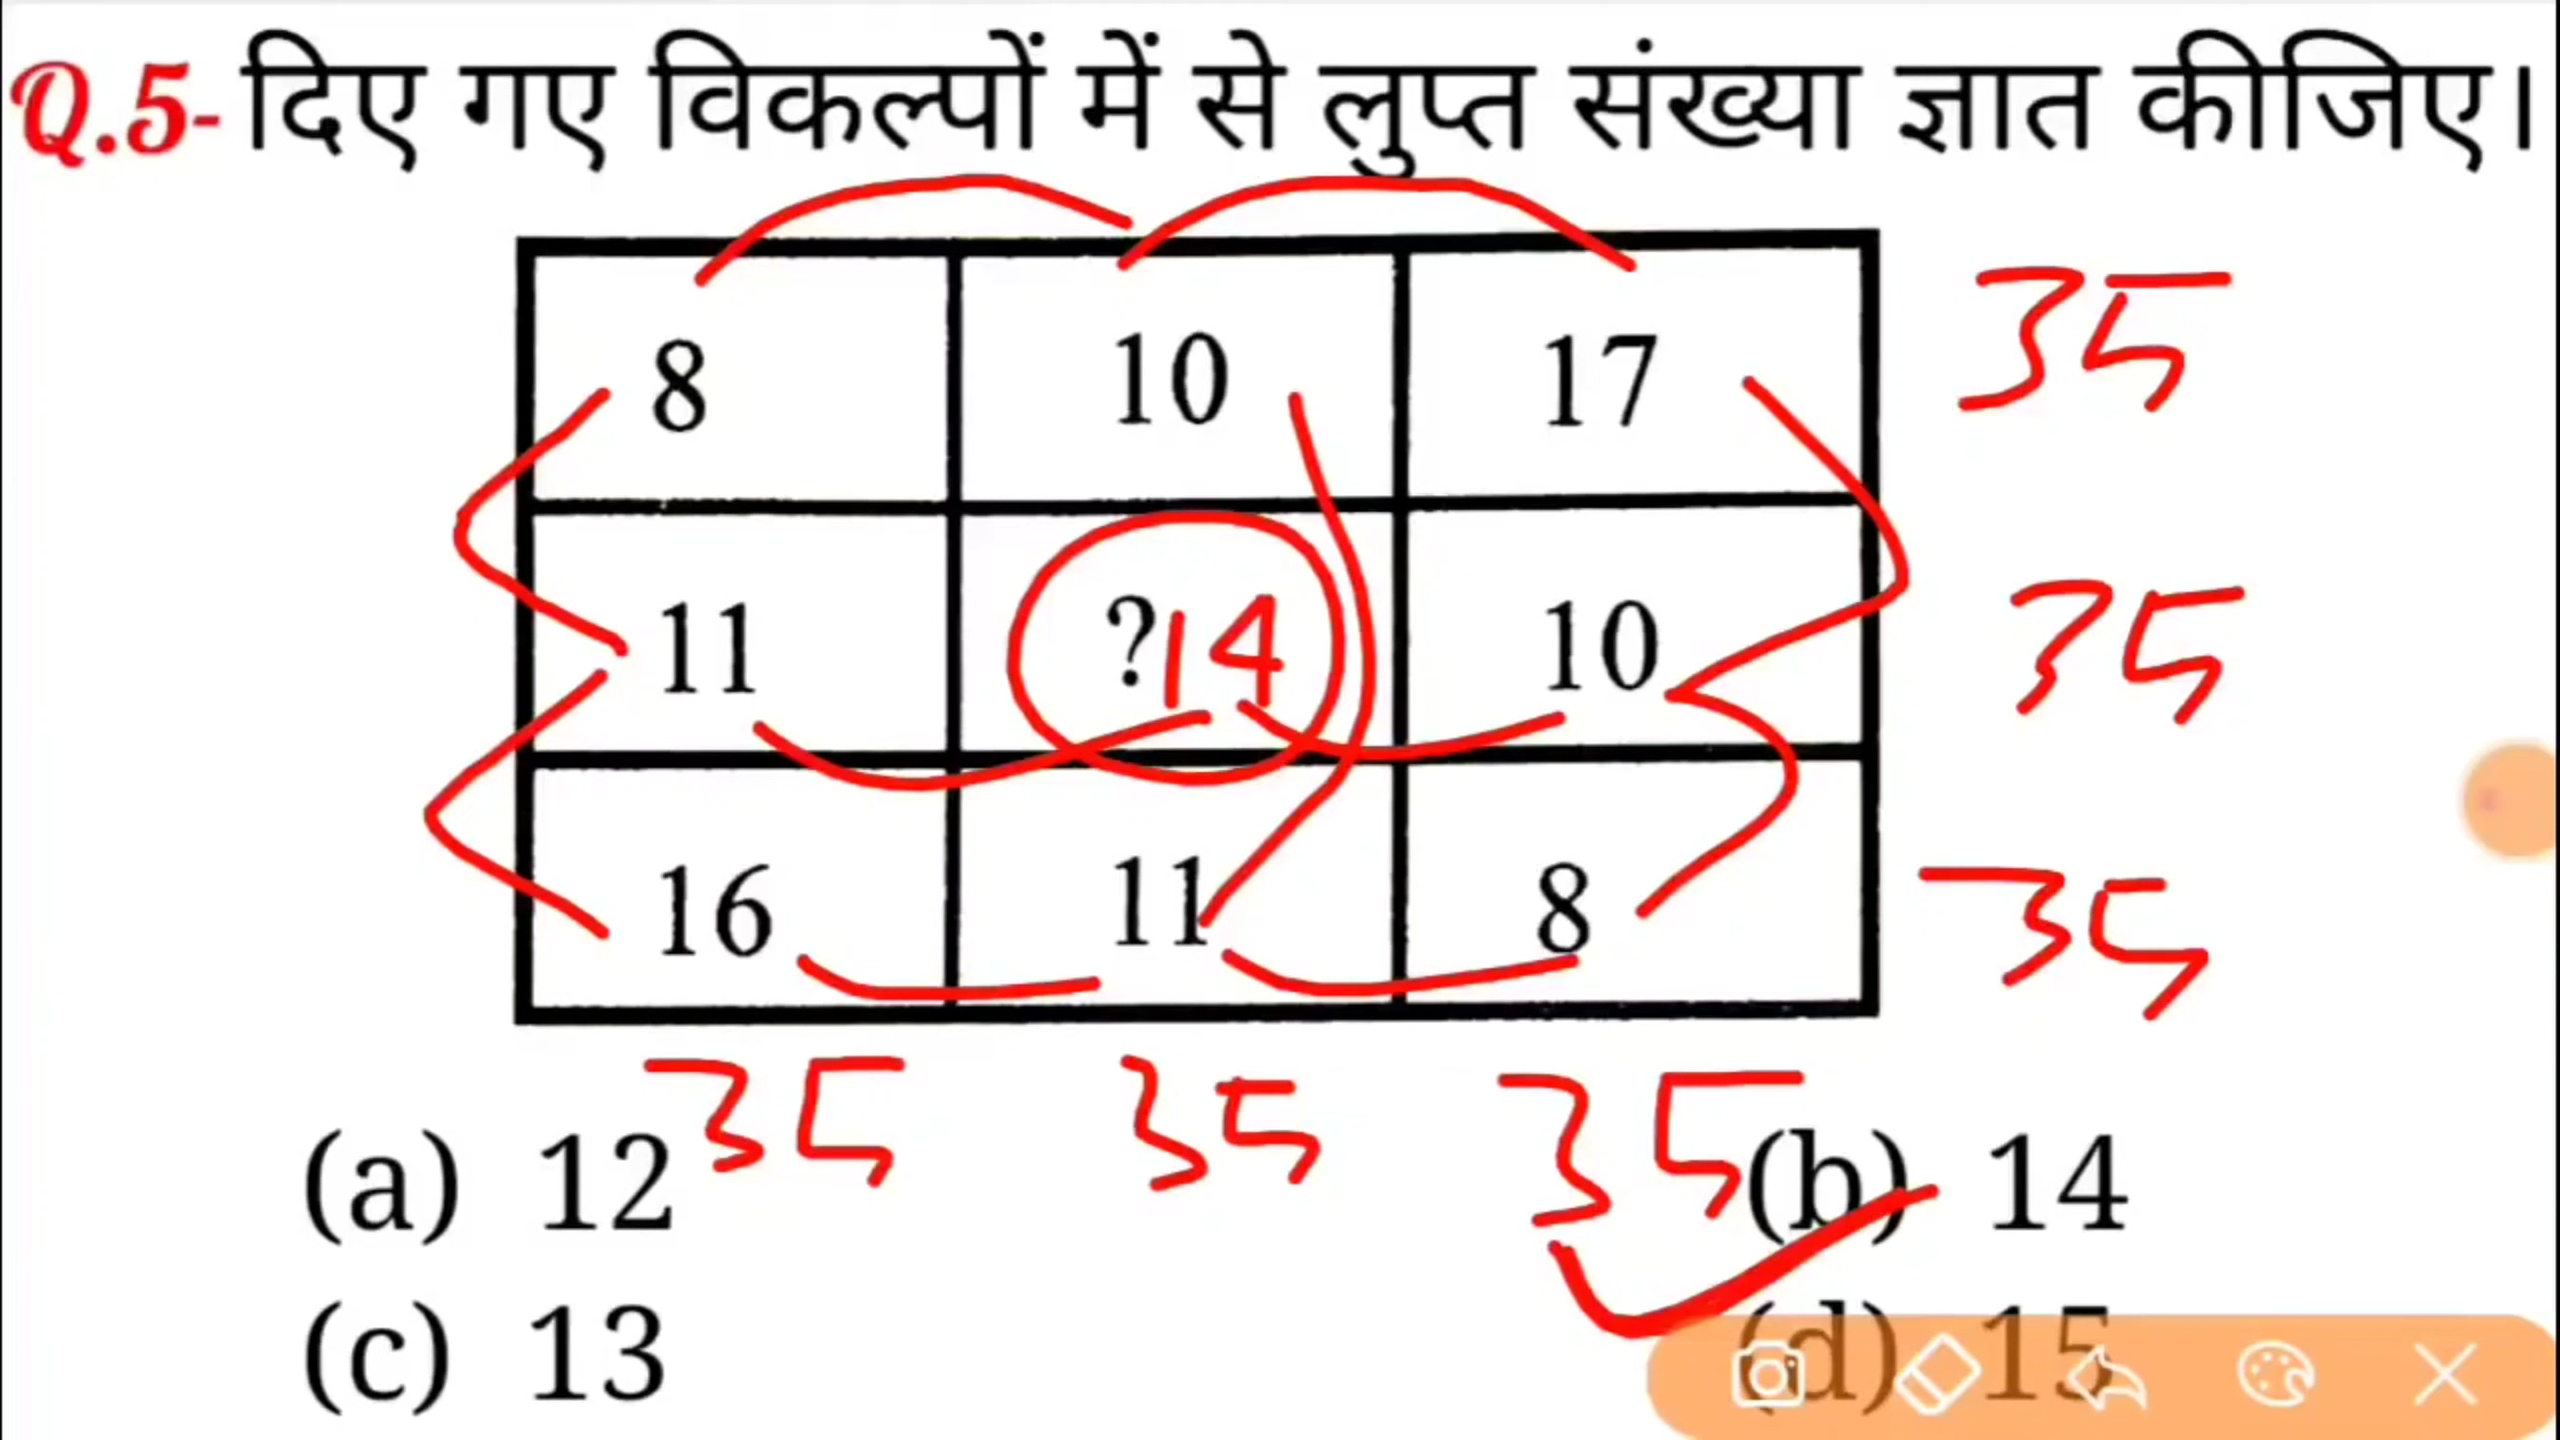 Q.5- दिए गए विकल्पों में से लुप्त संख्या ज्ञात कीजिए।
8 10 17 35
11 ?14 10 35
16 11 8 35
35 35 35
(a) 12 (b) 14
(c) 13 (d) 15